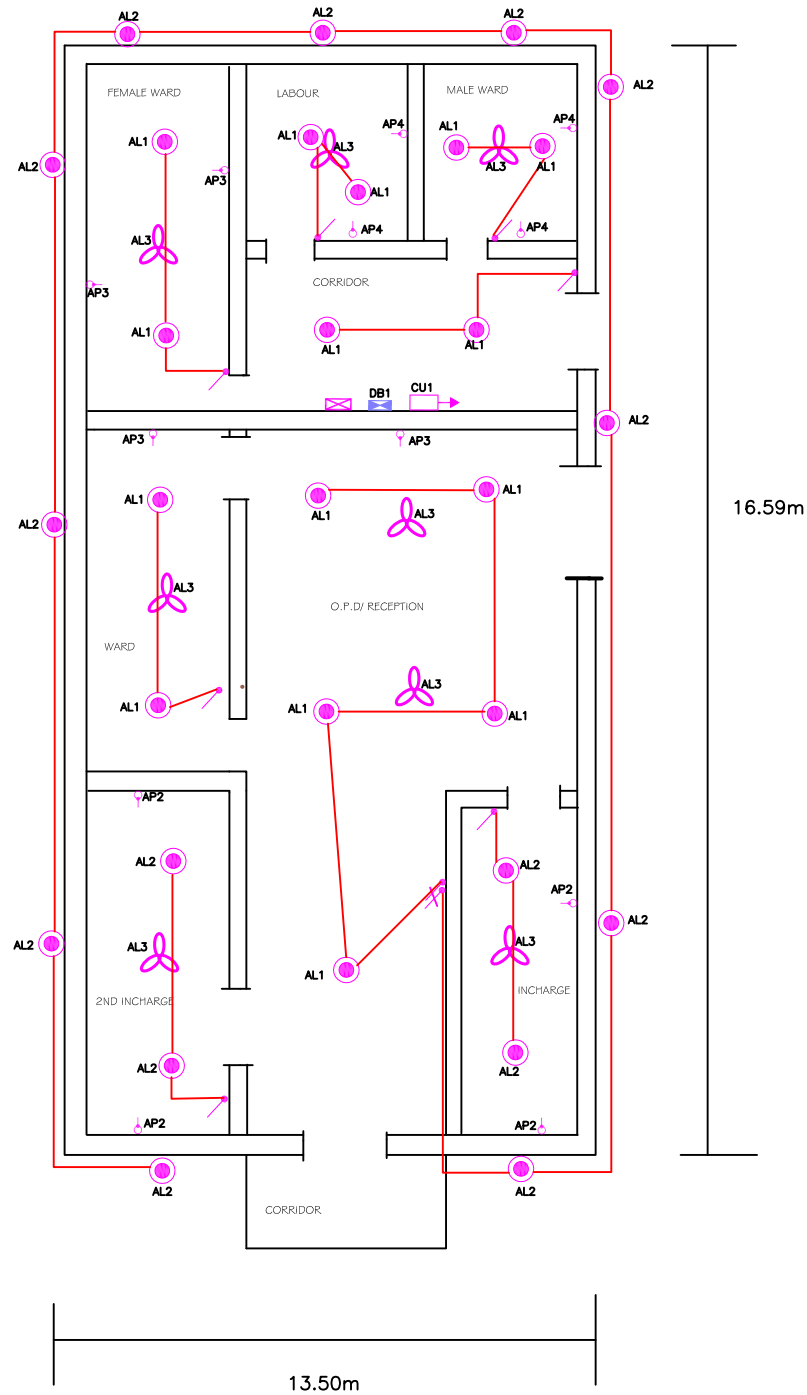 AL2
AL2
AL2
AL2
FEMALE WARD
LABOUR
MALE WARD
AP4
AP4
AL1
AL1
AL3
AL1
AL3
AL1
AL2
AP3
AL1
AL3
AP4
AP4
CORRIDOR
AP3
AL1
AL1
AL1
DB1
CU1
AL2
AP3
AP3
AL1
AL1
AL1
AL3
AL2
16.59m
AL3
O.P.D/ RECEPTION
WARD
AL3
AL1
AL1
AL1
AP2
AL2
AL2
AP2
AL2
AL2
AL3
AL3
AL1
2ND INCHARGE
INCHARGE
AL2
AL2
AP2
AP2
AL2
AL2
CORRIDOR
13.50m